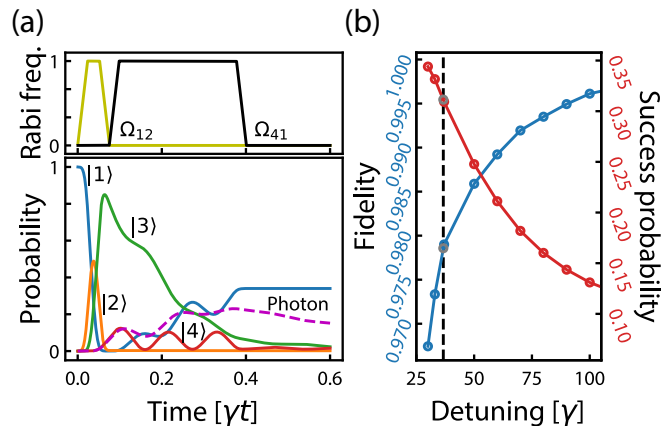 (a)
Rabi freq.
1
0
Ω12
Ω41
Probability
1
0
|1⟩
|2⟩
|3⟩
|4⟩
Photon
0.0
0.2
0.4
0.6
Time [γt]
(b)
Fidelity
1.000
0.995
0.990
0.985
0.980
0.975
0.970
Success probability
0.35
0.30
0.25
0.20
0.15
0.10
25
50
75
100
Detuning [γ]